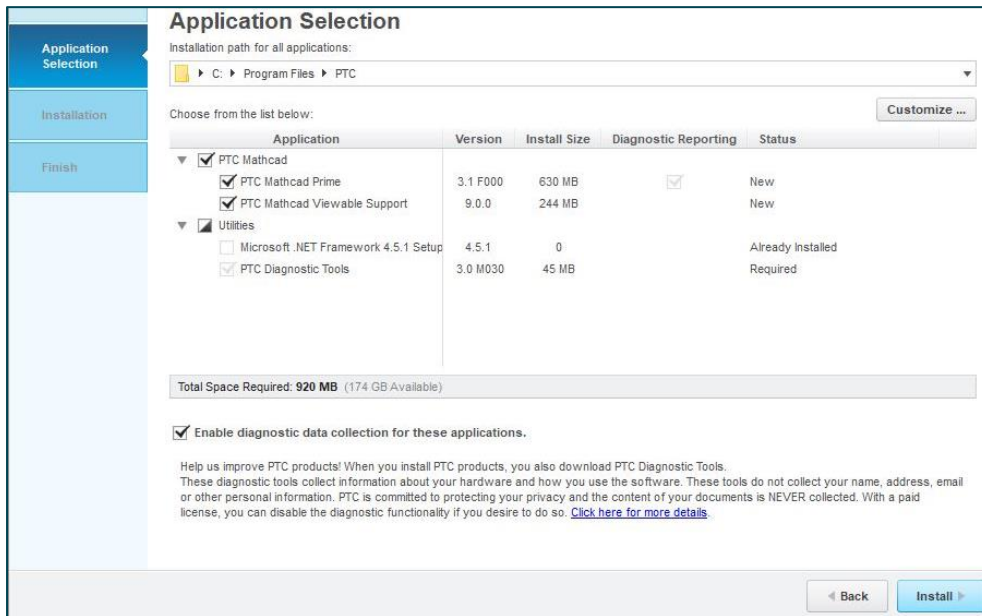 Application Selection
Application
Selection
Installation
Finish
Installation path for all applications:
C: Program Files PTC
Choose from the list below:
Customize ...
Application Version Install Size Diagnostic Reporting Status
PTC Mathcad
PTC Mathcad Prime 3.1 F000 630 MB New
PTC Mathcad Viewable Support 9.0.0 244 MB New
Utilities
Microsoft .NET Framework 4.5.1 Setup 4.5.1 0 Already Installed
PTC Diagnostic Tools 3.0 M030 45 MB Required
Total Space Required: 920 MB (174 GB Available)
Enable diagnostic data collection for these applications.
Help us improve PTC products! When you install PTC products, you also download PTC Diagnostic Tools.
These diagnostic tools collect information about your hardware and how you use the software. These tools do not collect your name, address, email
or other personal information. PTC is committed to protecting your privacy and the content of your documents is NEVER collected. With a paid
license, you can disable the diagnostic functionality if you desire to do so. Click here for more details.
Back Install